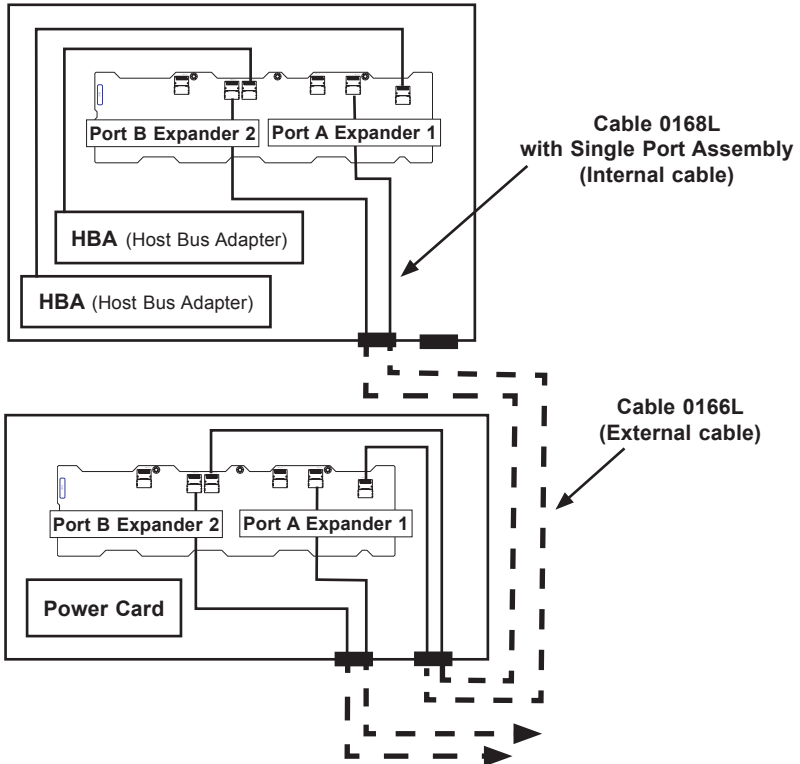 Port B Expander 2
Port A Expander 1
Cable 0168L
with Single Port Assembly
(Internal cable)
HBA (Host Bus Adapter)
HBA (Host Bus Adapter)
Cable 0166L
(External cable)
Port B Expander 2
Port A Expander 1
Power Card